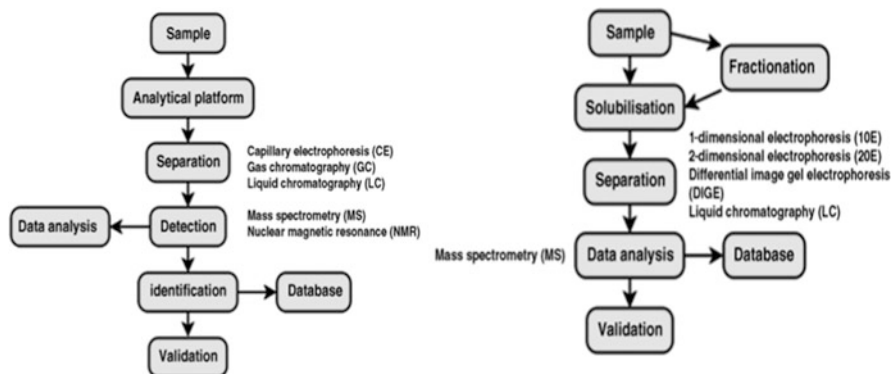 Sample
Analytical platform
Separation
Capillary electrophoresis (CE)
Gas chromatography (GC)
Liquid chromatography (LC)
Data analysis
Detection
Mass spectrometry (MS)
Nuclear magnetic resonance (NMR)
identification
Database
Validation
Sample
Fractionation
Solubilisation
1-dimensional electrophoresis (10E)
2-dimensional electrophoresis (20E)
Differential image gel electrophoresis
(DIGE)
Liquid chromatography (LC)
Separation
Mass spectrometry (MS)
Data analysis
Database
Validation